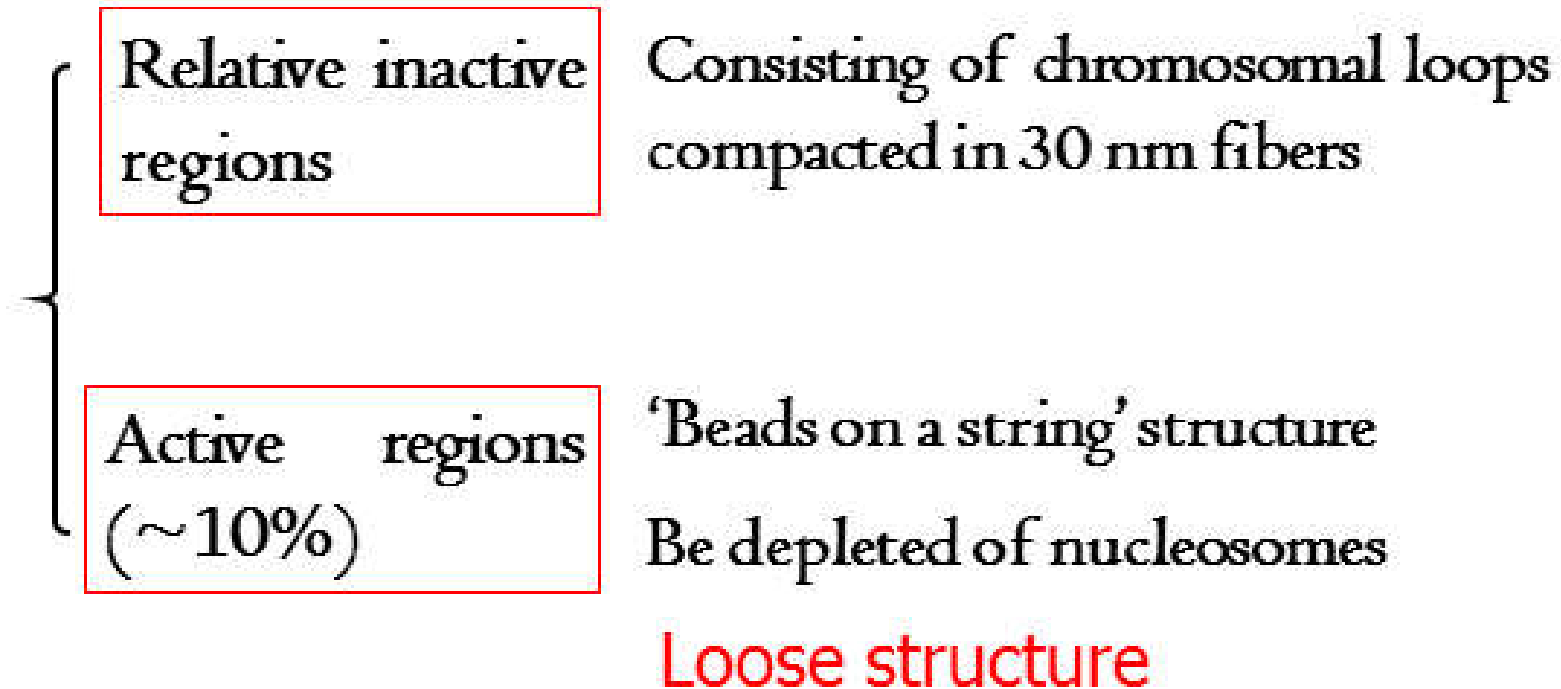 Relative inactive regions
Consisting of chromosomal loops compacted in 30 nm fibers
Active regions (~10%)
‘Beads on a string’ structure
Be depleted of nucleosomes
Loose structure